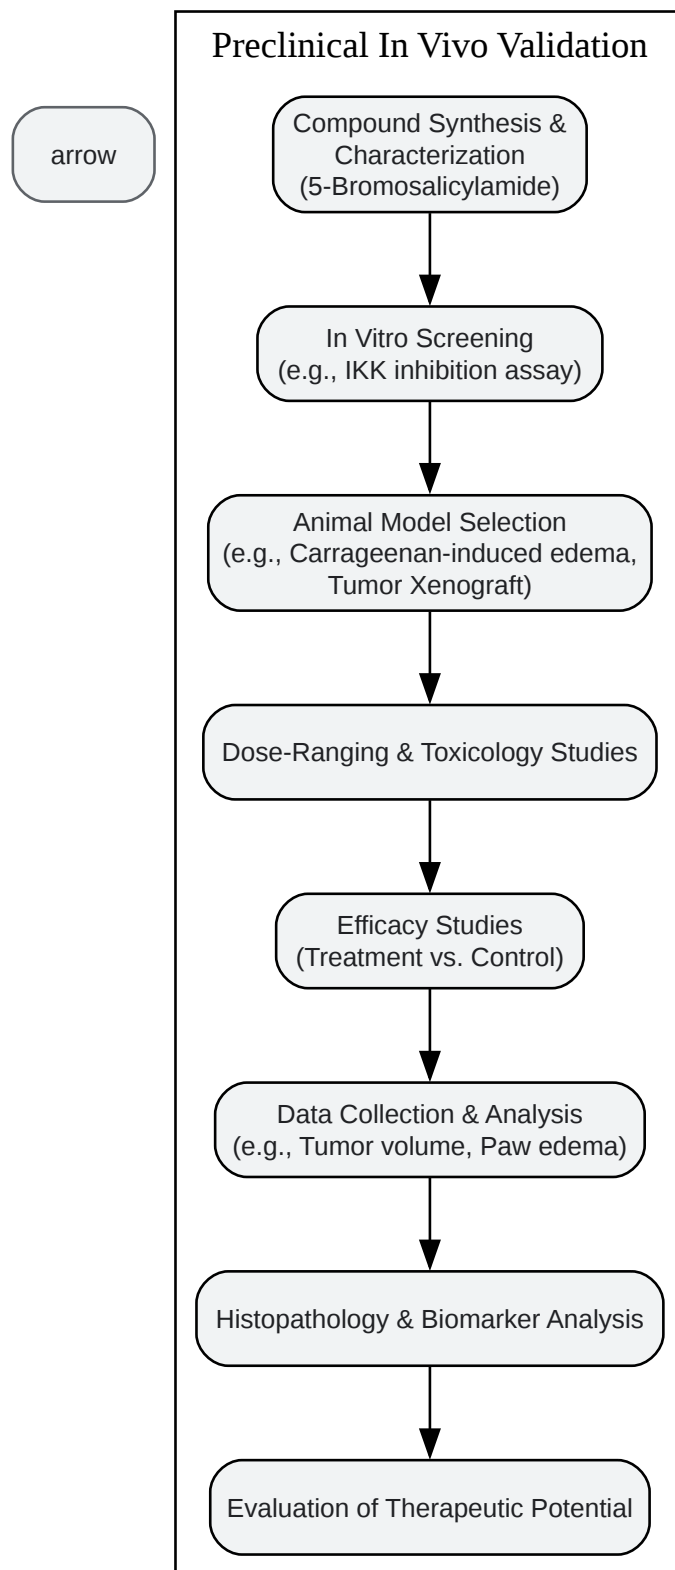 Preclinical In Vivo Validation
arrow
Compound Synthesis &
Characterization
(5-Bromosalicylamide)
In Vitro Screening
(e.g., IKK inhibition assay)
Animal Model Selection
(e.g., Carrageenan-induced edema,
Tumor Xenograft)
Dose-Ranging & Toxicology Studies
Efficacy Studies
(Treatment vs. Control)
Data Collection & Analysis
(e.g., Tumor volume, Paw edema)
Histopathology & Biomarker Analysis
Evaluation of Therapeutic Potential